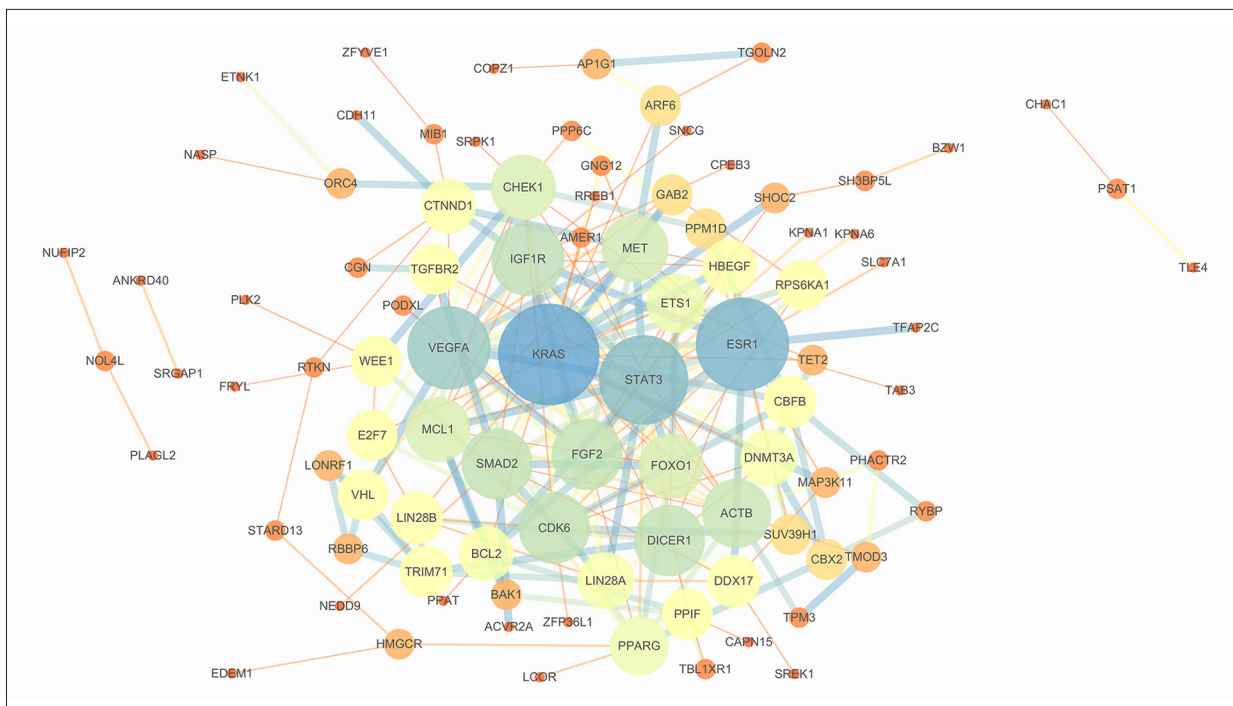 ZFYVE1
TGOLN2
COPZ1
AP1G1
ETNK1
ARF6
CHAC1
CDH11
MIB1
SRPK1
PPP6C
SNCG
BZW1
NASP
GNG12
CPEB3
SH3BP5L
PSAT1
ORC4
CHEK1
RREB1
GAB2
SHOC2
CTNND1
PPM1D
KPNA1
KPNA6
AMER1
MET
NUFIP2
IGF1R
SLC7A1
TLE4
CGN
TGFBR2
HBEGF
ANKRD40
RPS6KA1
PLK2
PODXL
ETS1
TFAP2C
VEGFA
KRAS
ESR1
NOL4L
WEE1
TET2
SRGAP1
RTKN
STAT3
FRYL
TAB3
CBFB
MCL1
E2F7
PLAGL2
SMAD2
FGF2
FOXO1
DNMT3A
PHACTR2
LONRF1
MAP3K11
VHL
RYBP
LIN28B
ACTB
STARD13
CDK6
SUV39H1
RBBP6
DICER1
BCL2
CBX2
TMOD3
TRIM71
LIN28A
DDX17
NEDD9
PPAT
BAK1
PPIF
TPM3
ACVR2A
ZFP36L1
HMGCR
PPARG
CAPN15
EDEM1
LCOR
TBL1XR1
SREK1